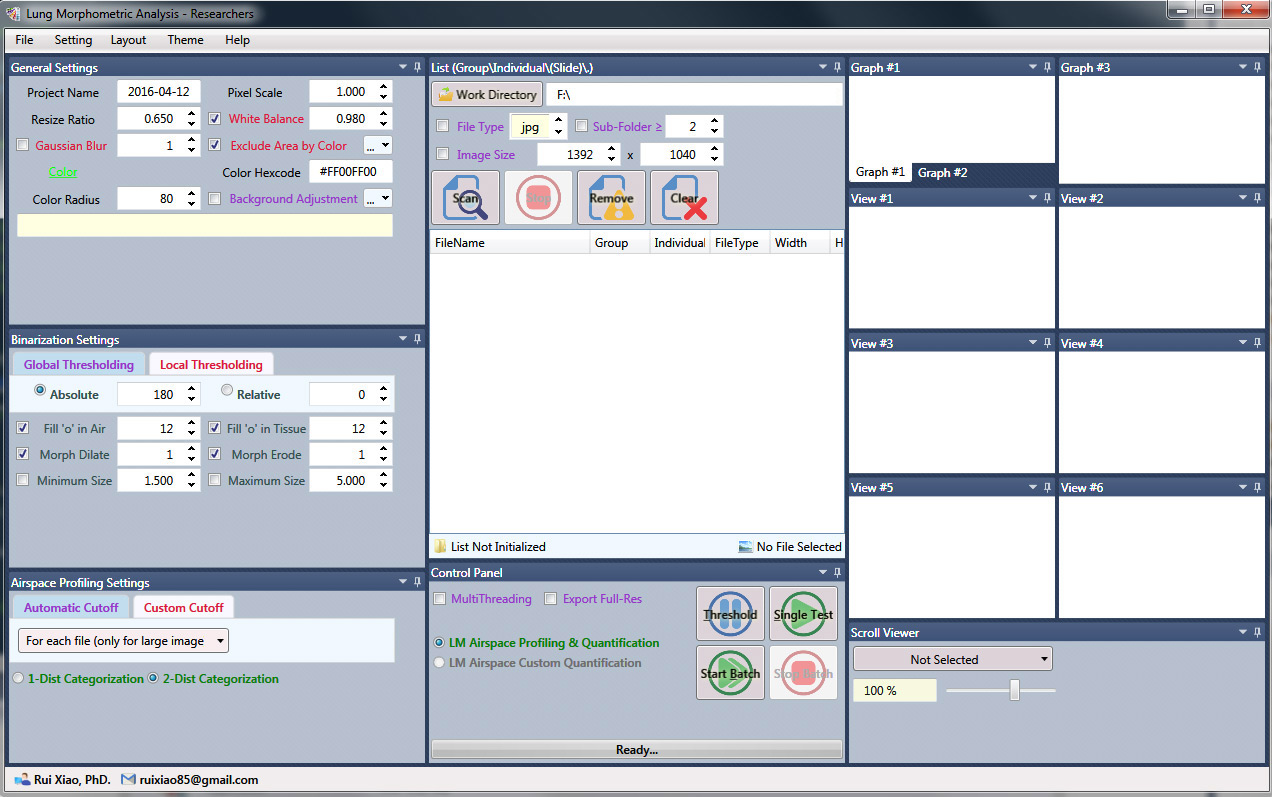 Lung Morphometric Analysis - Researchers
File Setting Layout Theme Help
General Settings
Project Name 2016-04-12 Pixel Scale 1.000
Resize Ratio 0.650 White Balance 0.980
Gaussian Blur 1 Exclude Area by Color ...
Color Color Hexcode #FF00FF00
Color Radius 80 Background Adjustment ...
Binarization Settings
Global Thresholding Local Thresholding
Absolute 180 Relative 0
Fill 'o' in Air 12 Fill 'o' in Tissue 12
Morph Dilate 1 Morph Erode 1
Minimum Size 1.500 Maximum Size 5.000
Airspace Profiling Settings
Automatic Cutoff Custom Cutoff
For each file (only for large image
1-Dist Categorization 2-Dist Categorization
List (Group\Individual\(Slide)\.)
Work Directory F:\
File Type jpg Sub-Folder ≥ 2
Image Size 1392 x 1040
Scan Stop Remove Clear
FileName Group Individual FileType Width H
List Not Initialized No File Selected
Control Panel
MultiThreading Export Full-Res
Threshold Single Test
LM Airspace Profiling & Quantification
LM Airspace Custom Quantification
Start Batch Stop Batch
Ready...
Graph #1 Graph #3
Graph #1 Graph #2
View #1 View #2
View #3 View #4
View #5 View #6
Scroll Viewer
Not Selected
100 %
Rui Xiao, PhD. ruixiao85@gmail.com